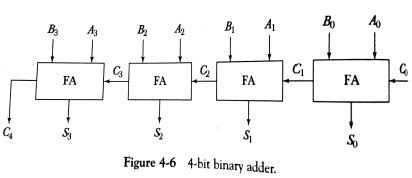 B₃ A₃ B₂ A₂ B₁ A₁ B₀ A₀
FA C₃ FA C₂ FA C₁ FA C₀
C₄ S₃ S₂ S₁ S₀
Figure 4-6 4-bit binary adder.